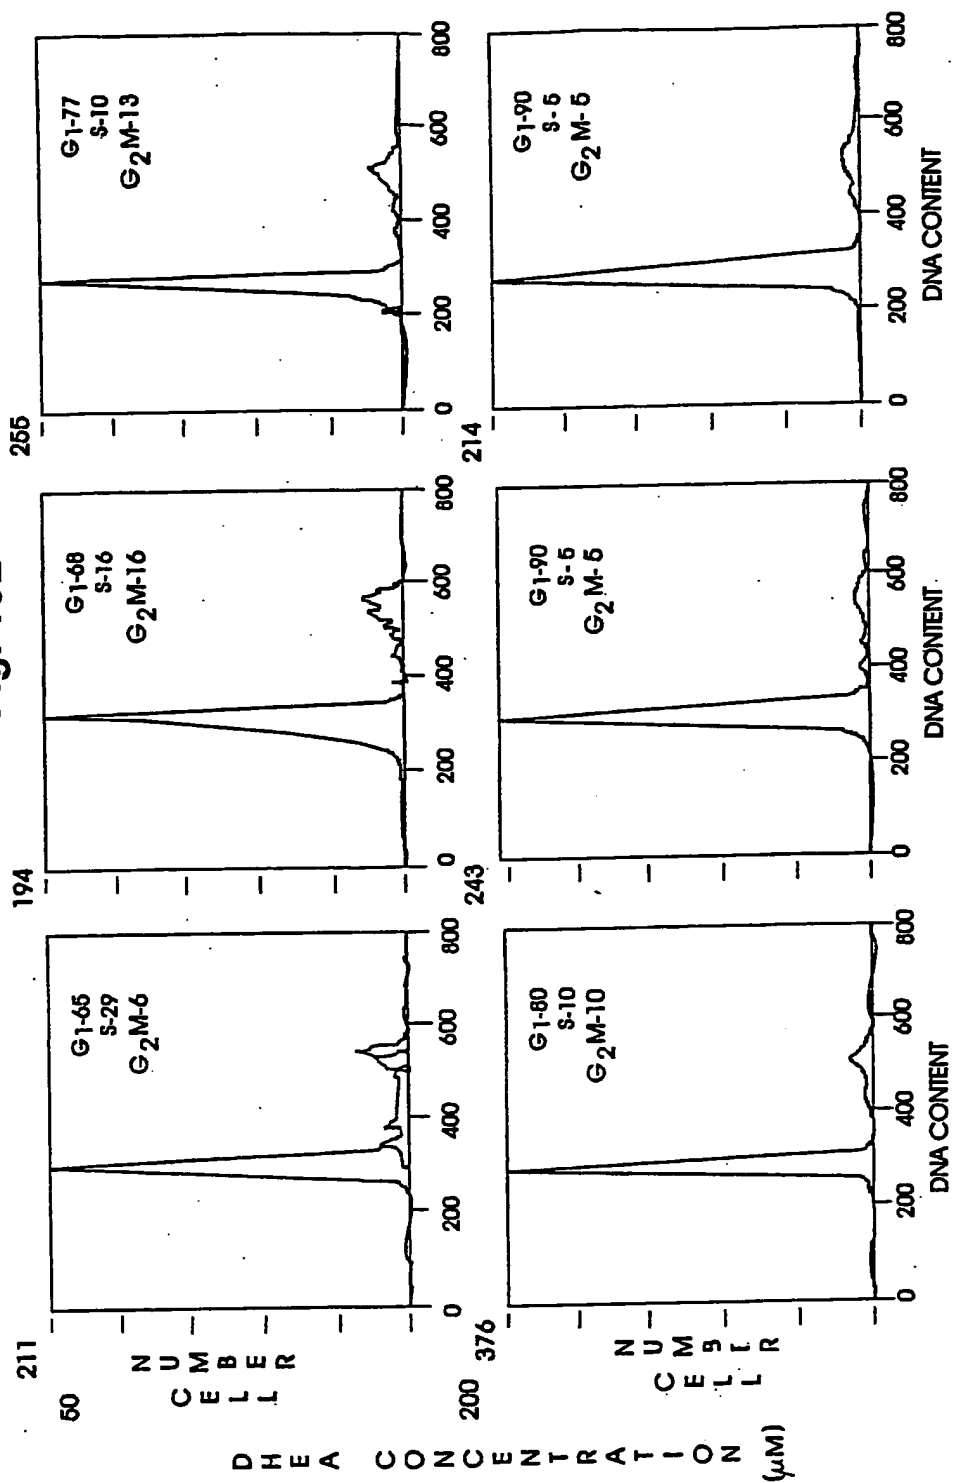 211
G1-65
S-29
G2M-6
50
CELL
NUMBER
0 200 400 600 800
194
G1-68
S-16
G2M-16
0 200 400 600 800
255
G1-77
S-10
G2M-13
0 200 400 600 800
DHEA CONCENTRATION
(μM)
376
G1-80
S-10
G2M-10
200
CELL
NUMBER
0 200 400 600 800
DNA CONTENT
243
G1-90
S-5
G2M-5
0 200 400 600 800
DNA CONTENT
214
G1-90
S-5
G2M-5
0 200 400 600 800
DNA CONTENT